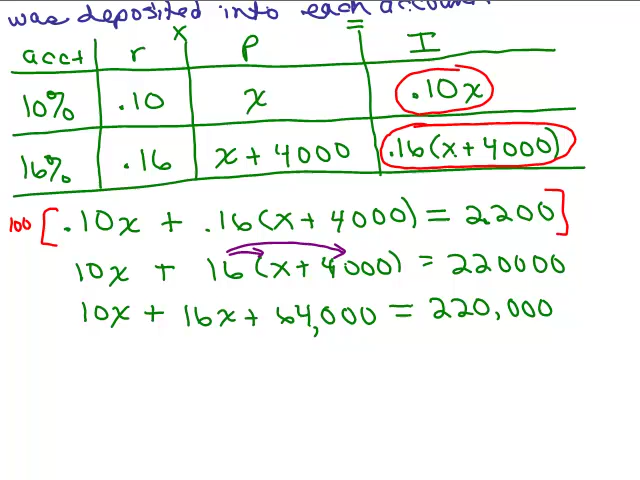 was deposited into each account.
acct r x P = I
10% .10 x .10x
16% .16 x + 4000 .16(x + 4000)
100 [.10x + .16(x + 4000) = 2200]
10x + 16(x + 4000) = 220000
10x + 16x + 64,000 = 220,000